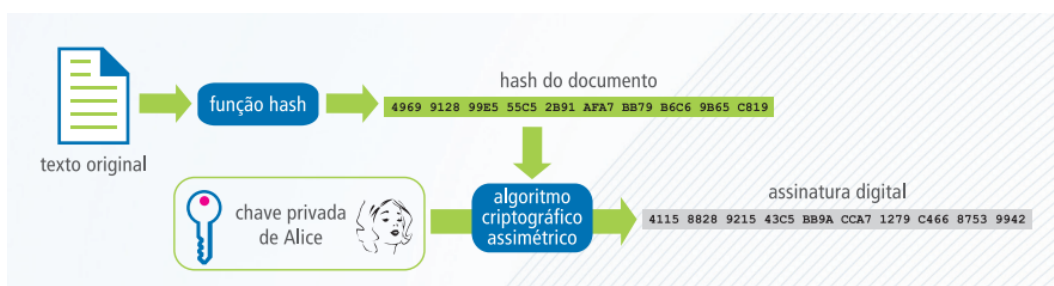 hash do documento
função hash
4969 9128 99E5 55C5 2B91 AFA7 BB79 B6C6 9B65 C819
texto original
chave privada
de Alice
algoritmo
criptográfico
assimétrico
assinatura digital
4115 8828 9215 43C5 BB9A CCA7 1279 C466 8753 9942